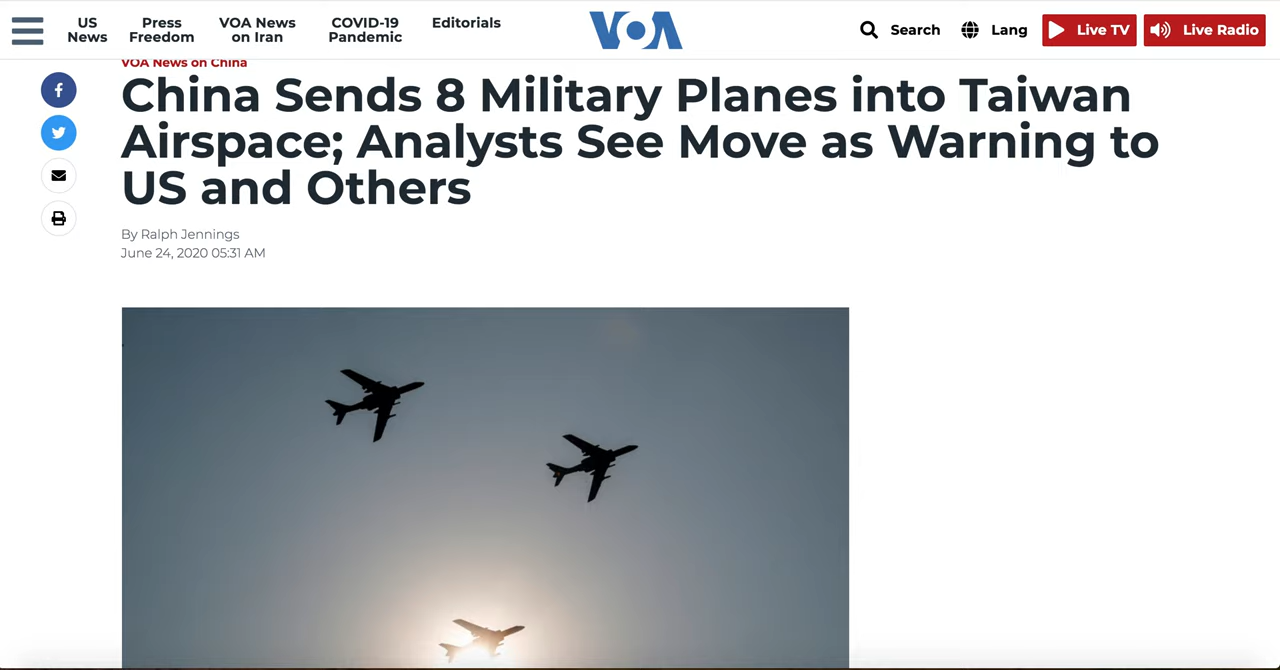 US News
Press Freedom
VOA News on Iran
COVID-19 Pandemic
Editorials
VOA
Search
Lang
Live TV
Live Radio
VOA News on China
China Sends 8 Military Planes into Taiwan
Airspace; Analysts See Move as Warning to
US and Others
By Ralph Jennings
June 24, 2020 05:31 AM